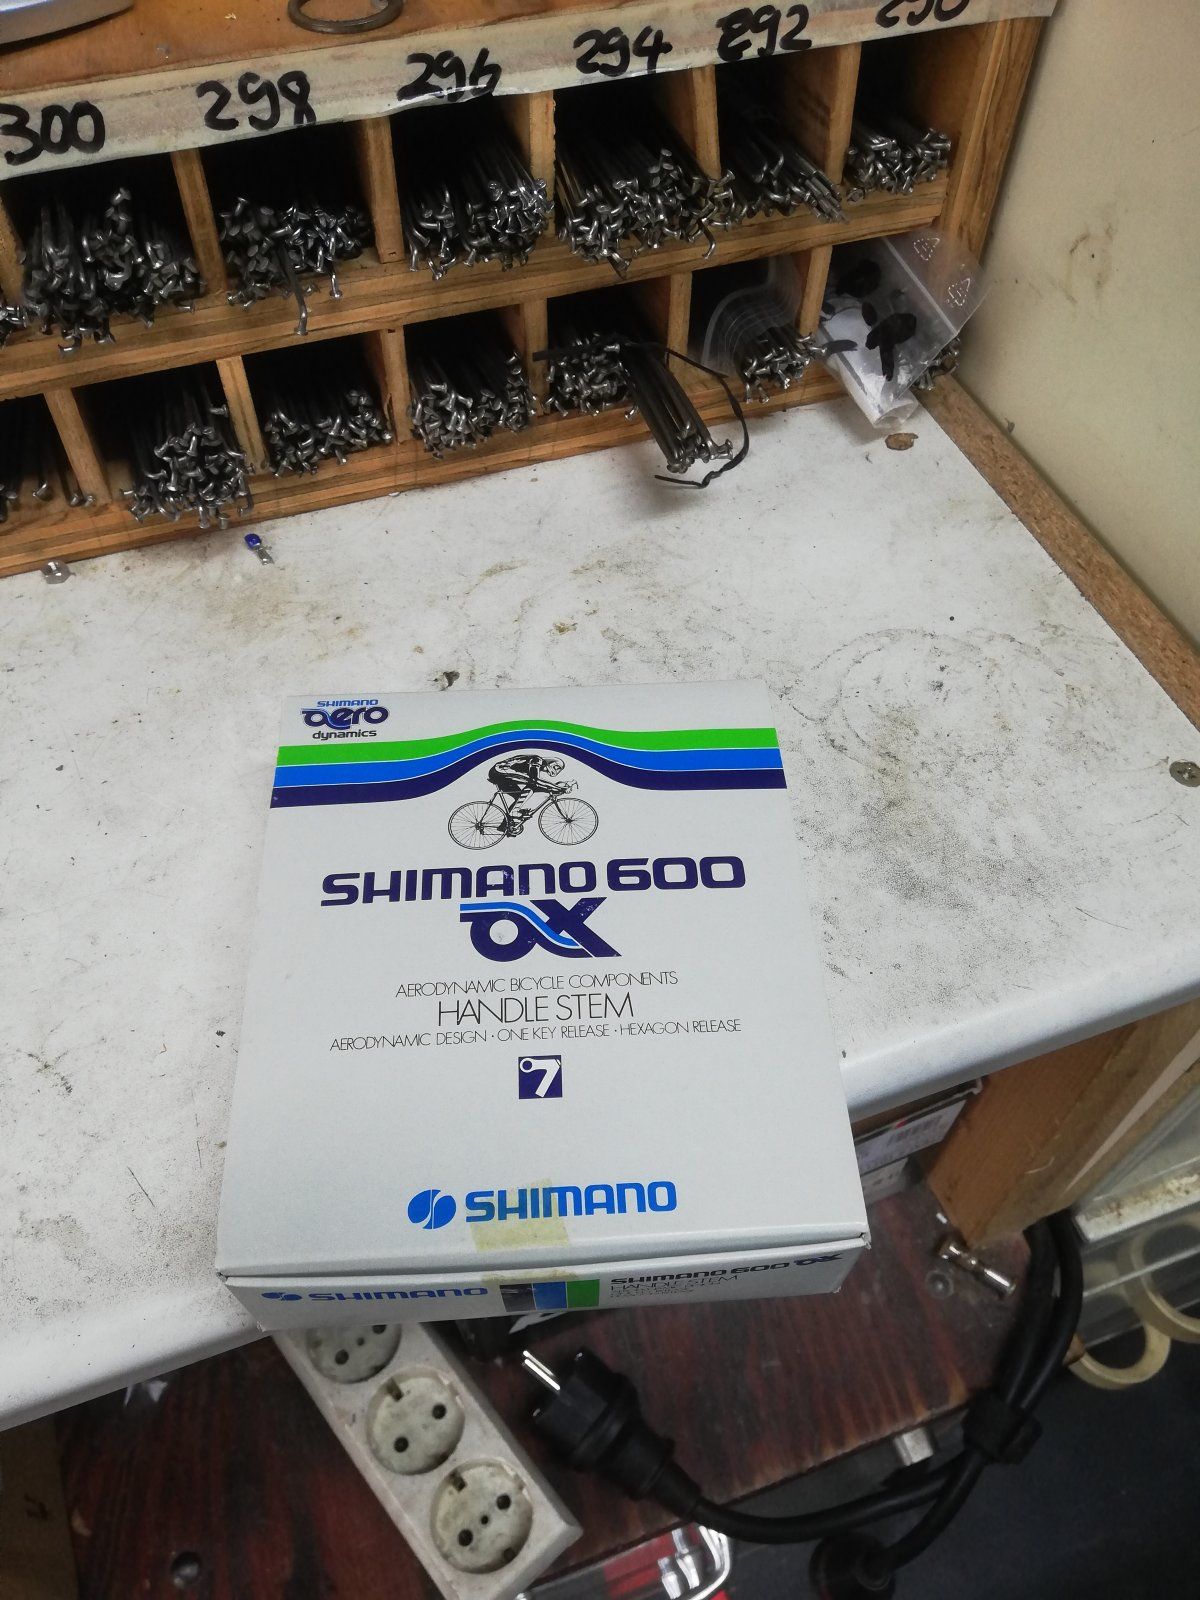 300 298 296 294 292 290
SHIMANO
aero
dynamics
SHIMANO 600
AX
AERODYNAMIC BICYCLE COMPONENTS
HANDLE STEM
AERODYNAMIC DESIGN · ONE KEY RELEASE · HEXAGON RELEASE
7
SHIMANO
SHIMANO
SHIMANO 600 AX
HANDLE STEM